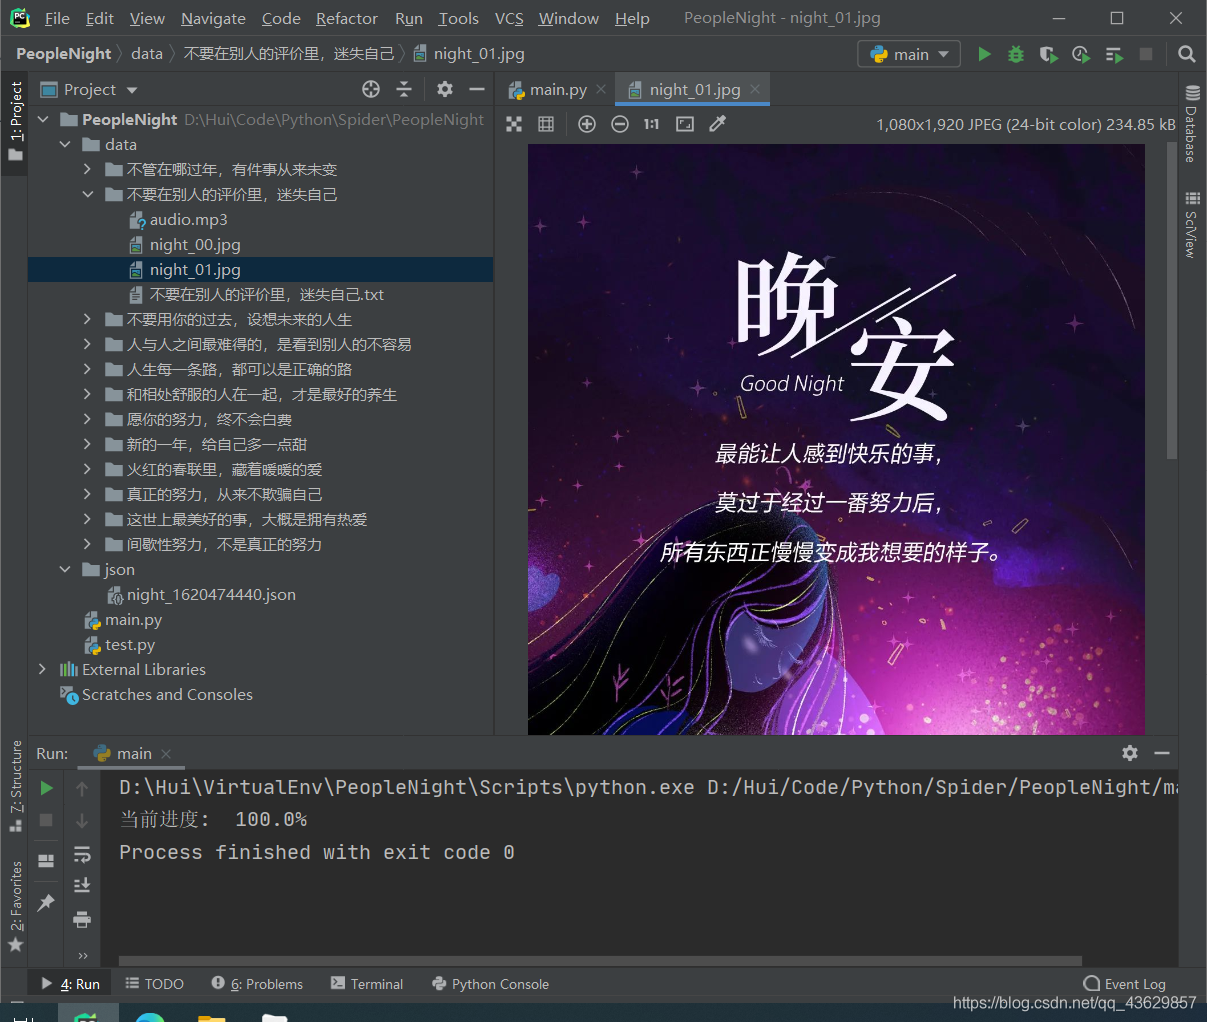 File Edit View Navigate Code Refactor Run Tools VCS Window Help PeopleNight - night_01.jpg
PeopleNight data 不要在别人的评价里，迷失自己 night_01.jpg main
1: Project
Project
main.py night_01.jpg
PeopleNight D:\Hui\Code\Python\Spider\PeopleNight
1:1 1,080x1,920 JPEG (24-bit color) 234.85 kB
data
不管在哪过年，有件事从来未变
不要在别人的评价里，迷失自己
audio.mp3
night_00.jpg
night_01.jpg
不要在别人的评价里，迷失自己.txt
不要用你的过去，设想未来的人生
人与人之间最难得的，是看到别人的不容易
人生每一条路，都可以是正确的路
和相处舒服的人在一起，才是最好的养生
愿你的努力，终不会白费
新的一年，给自己多一点甜
火红的春联里，藏着暖暖的爱
真正的努力，从来不欺骗自己
这世上最美好的事，大概是拥有热爱
间歇性努力，不是真正的努力
json
night_1620474440.json
main.py
test.py
External Libraries
Scratches and Consoles
晚安
Good Night
最能让人感到快乐的事，
莫过于经过一番努力后，
所有东西正慢慢变成我想要的样子。
Database
SciView
Run: main
D:\Hui\VirtualEnv\PeopleNight\Scripts\python.exe D:/Hui/Code/Python/Spider/PeopleNight/ma
当前进度： 100.0%
Process finished with exit code 0
7: Structure
2: Favorites
4: Run TODO 6: Problems Terminal Python Console Event Log
https://blog.csdn.net/qq_43629857